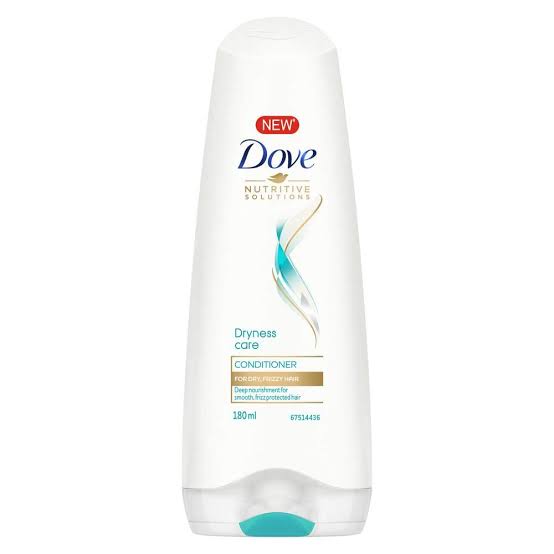 NEW*
Dove
NUTRITIVE
SOLUTIONS
Dryness
care
CONDITIONER
FOR DRY, FRIZZY HAIR
Deep nourishment for
smooth, frizz protected hair
180ml 67514436